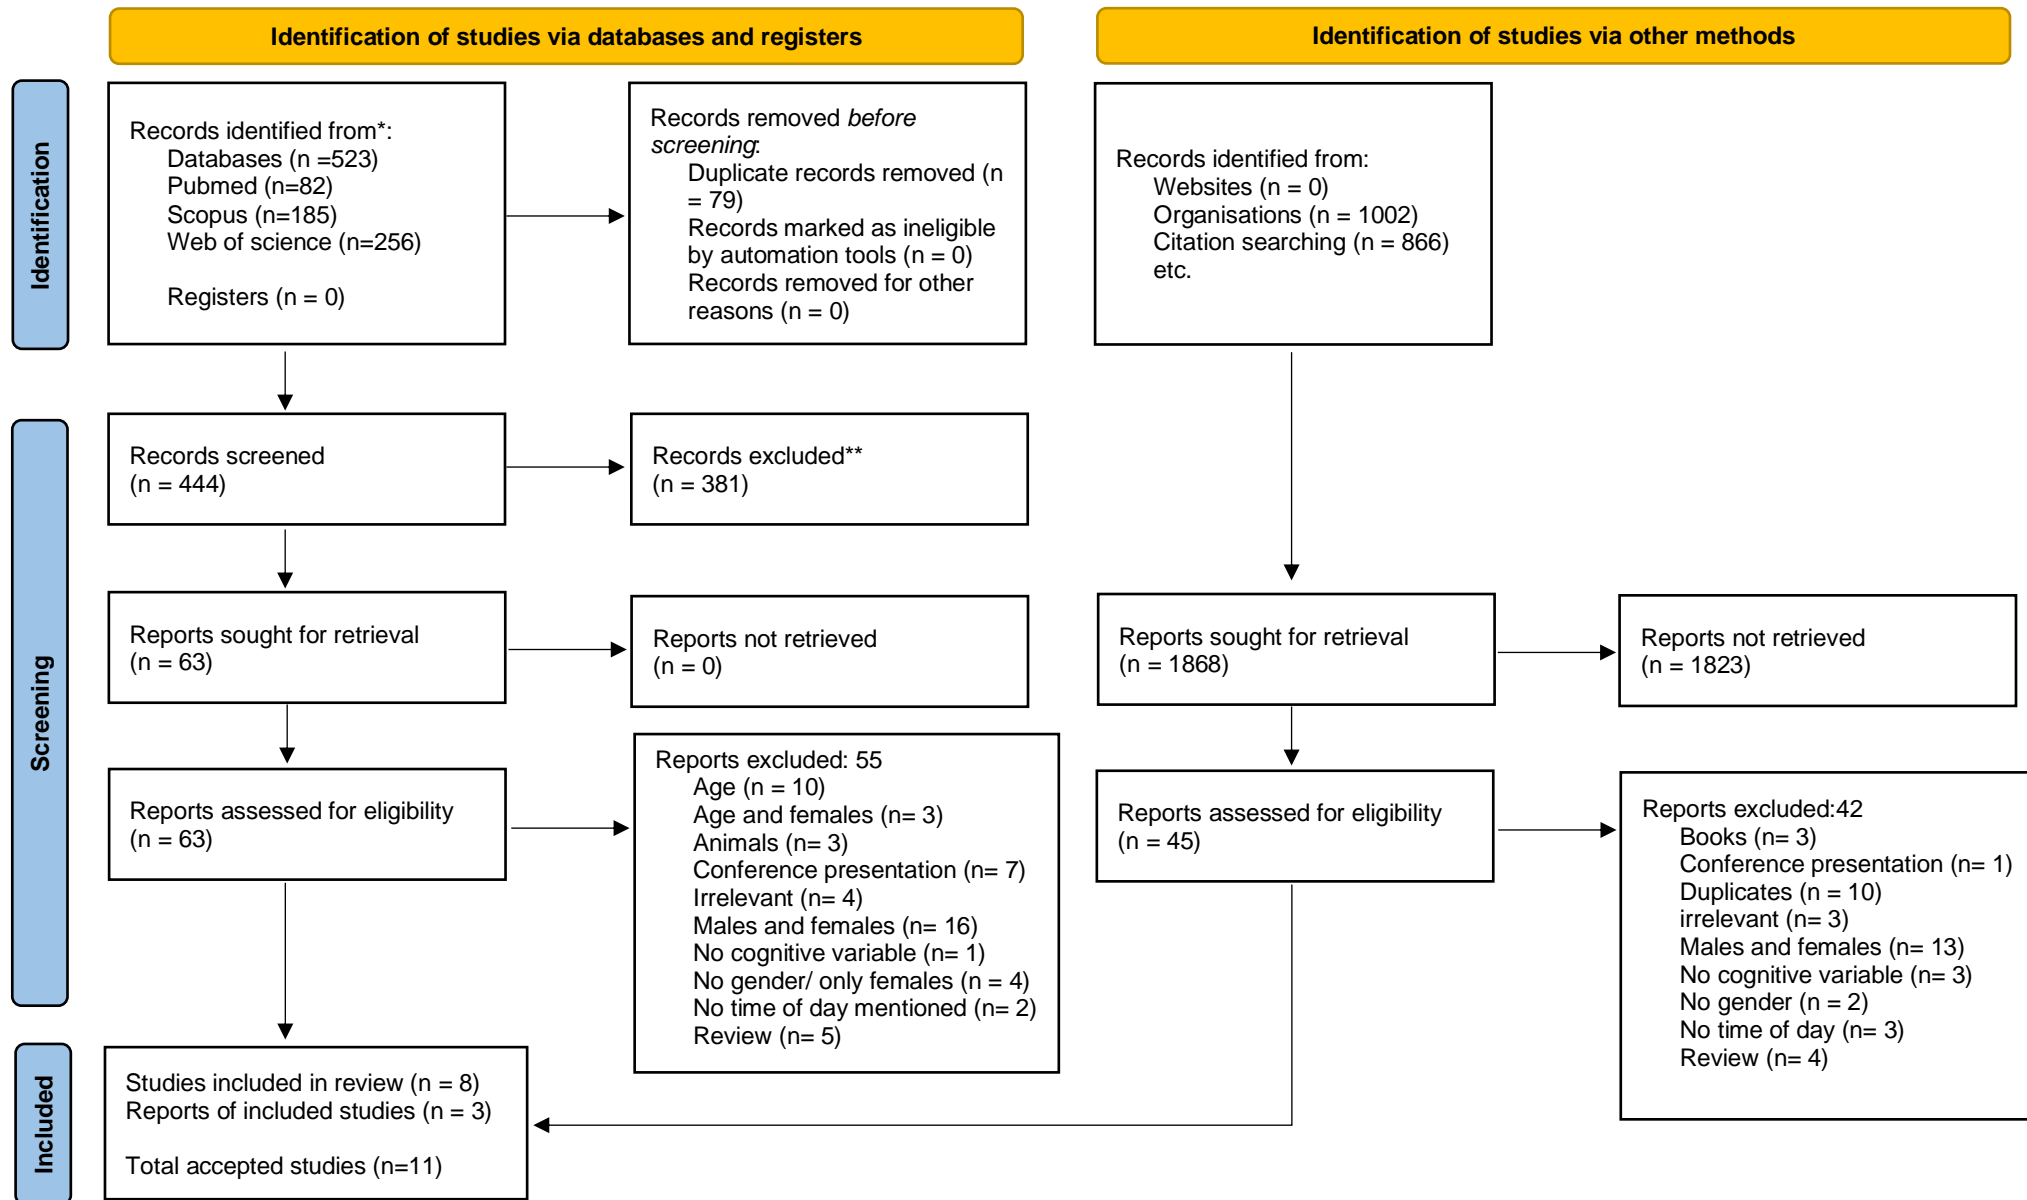 Identification of studies via databases and registers
Identification of studies via other methods
Identification
Records identified from*:
Databases (n =523)
Pubmed (n=82)
Scopus (n=185)
Web of science (n=256)
Registers (n = 0)
Records removed before
screening:
Duplicate records removed (n
= 79)
Records marked as ineligible
by automation tools (n = 0)
Records removed for other
reasons (n = 0)
Records identified from:
Websites (n = 0)
Organisations (n = 1002)
Citation searching (n = 866)
etc.
Screening
Records screened
(n = 444)
Records excluded**
(n = 381)
Reports sought for retrieval
(n = 63)
Reports not retrieved
(n = 0)
Reports sought for retrieval
(n = 1868)
Reports not retrieved
(n = 1823)
Reports assessed for eligibility
(n = 63)
Reports excluded: 55
Age (n = 10)
Age and females (n= 3)
Animals (n= 3)
Conference presentation (n= 7)
Irrelevant (n= 4)
Males and females (n= 16)
No cognitive variable (n= 1)
No gender/ only females (n = 4)
No time of day mentioned (n= 2)
Review (n= 5)
Reports assessed for eligibility
(n = 45)
Reports excluded:42
Books (n= 3)
Conference presentation (n= 1)
Duplicates (n = 10)
irrelevant (n= 3)
Males and females (n= 13)
No cognitive variable (n= 3)
No gender (n = 2)
No time of day (n= 3)
Review (n= 4)
Included
Studies included in review (n = 8)
Reports of included studies (n = 3)
Total accepted studies (n=11)